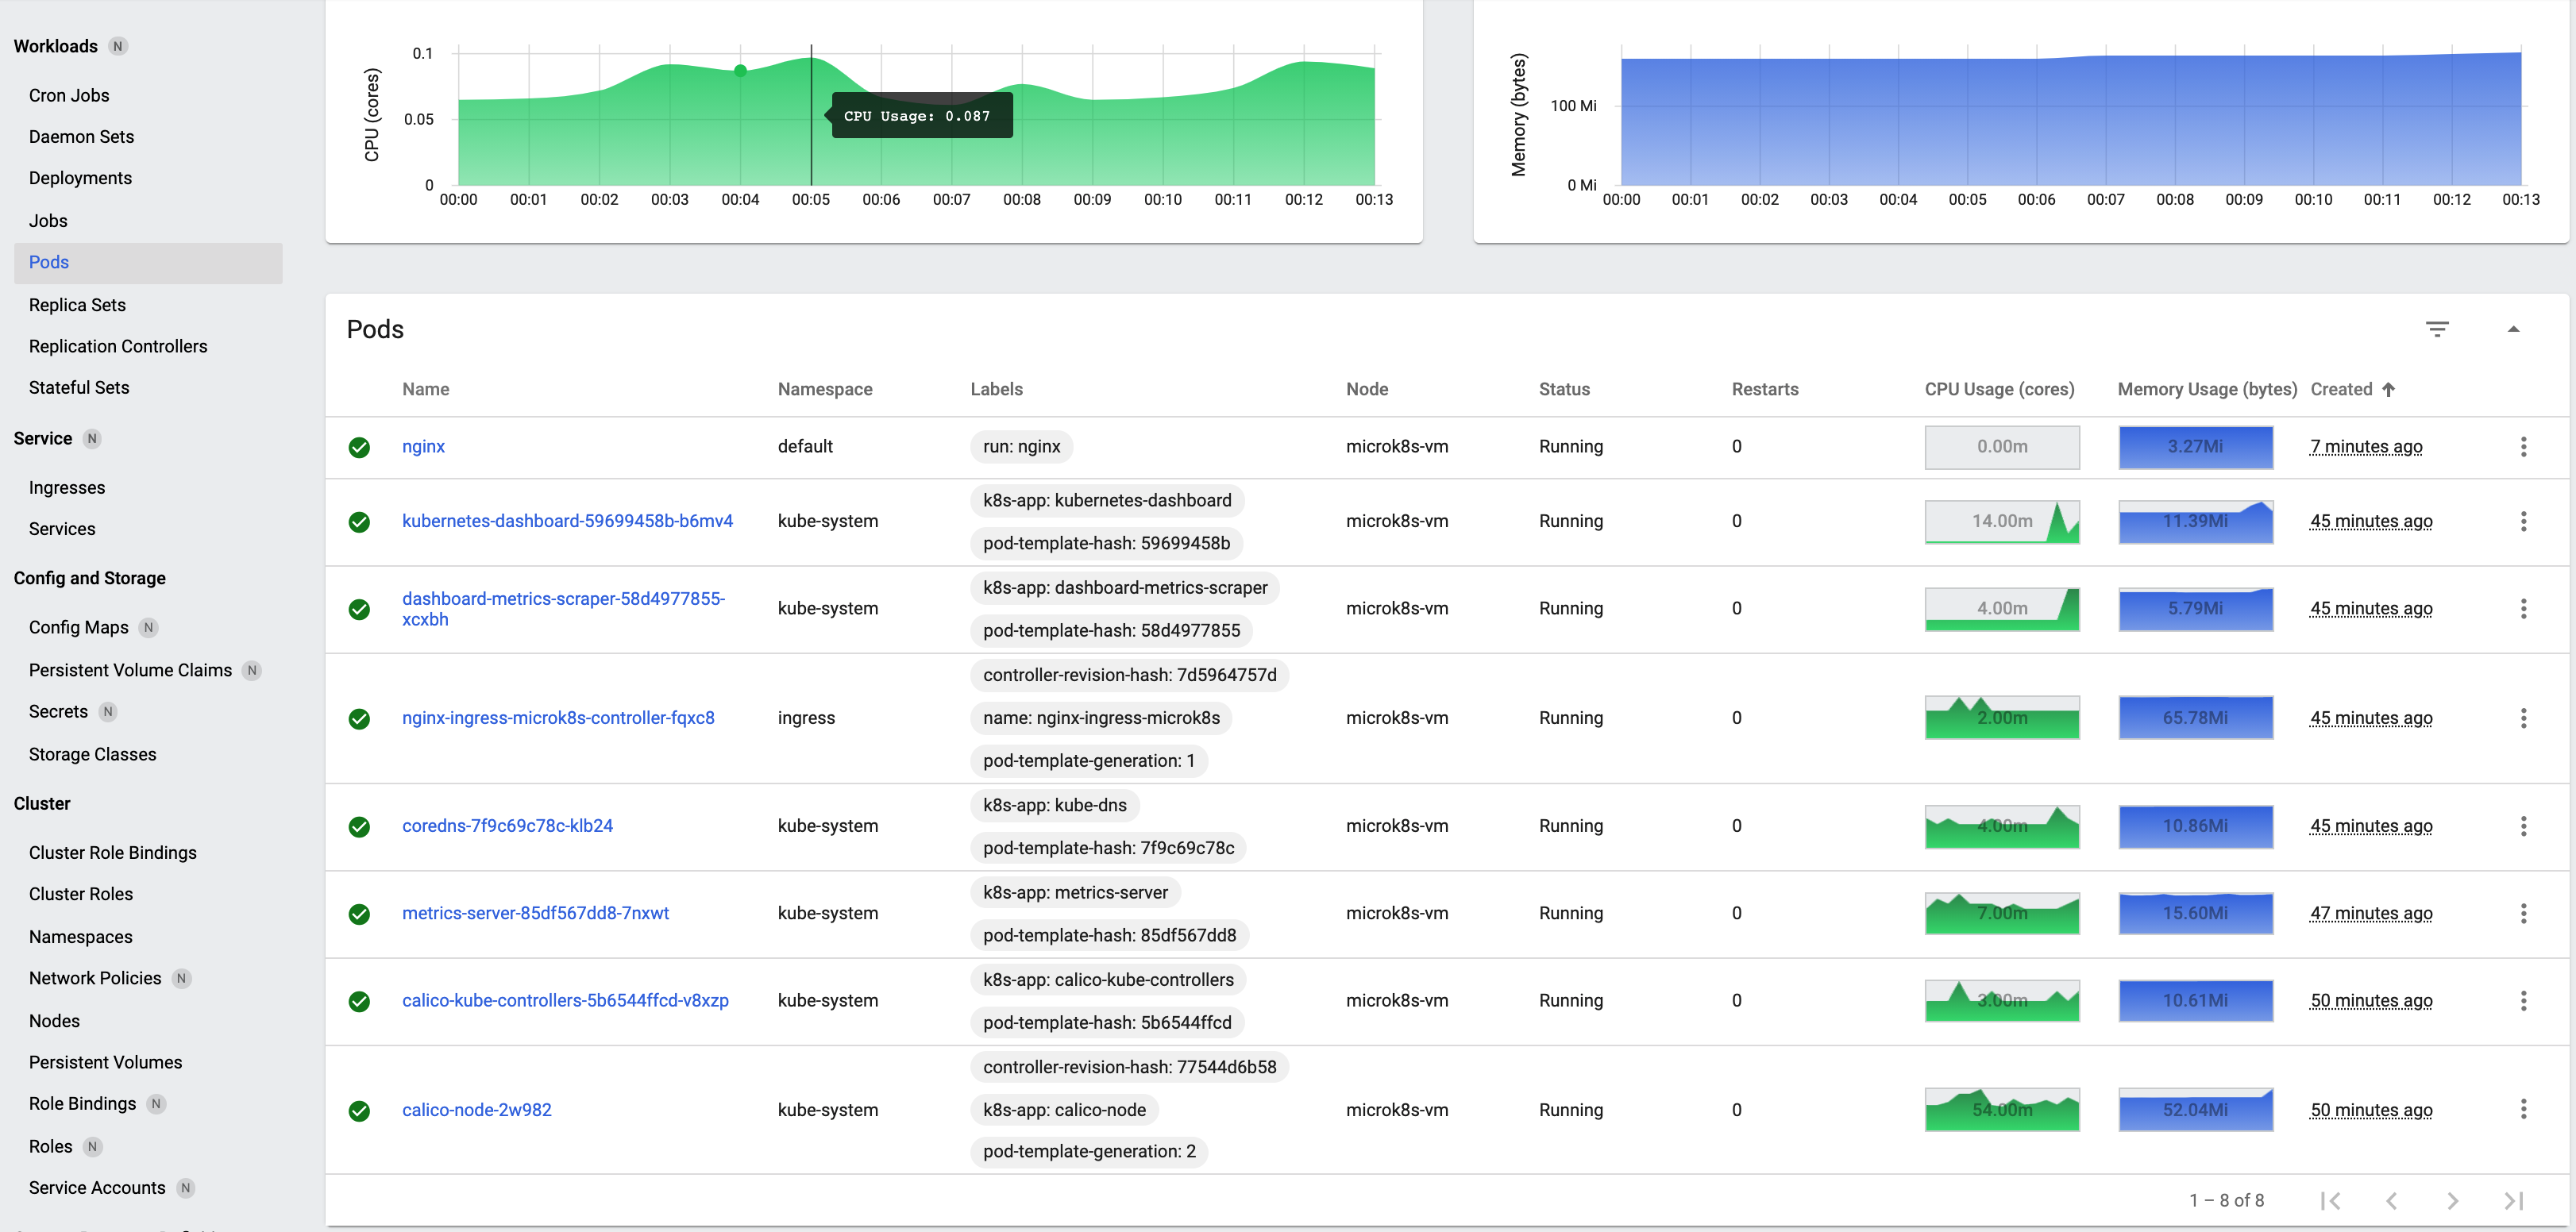 Workloads N
Cron Jobs
Daemon Sets
Deployments
Jobs
Pods
Replica Sets
Replication Controllers
Stateful Sets
Service N
Ingresses
Services
Config and Storage
Config Maps N
Persistent Volume Claims N
Secrets N
Storage Classes
Cluster
Cluster Role Bindings
Cluster Roles
Namespaces
Network Policies N
Nodes
Persistent Volumes
Role Bindings N
Roles N
Service Accounts N
CPU (cores)
0.1
0.05
0
CPU Usage: 0.087
00:00 00:01 00:02 00:03 00:04 00:05 00:06 00:07 00:08 00:09 00:10 00:11 00:12 00:13
Memory (bytes)
100 Mi
0 Mi
00:00 00:01 00:02 00:03 00:04 00:05 00:06 00:07 00:08 00:09 00:10 00:11 00:12 00:13
Pods
Name Namespace Labels Node Status Restarts CPU Usage (cores) Memory Usage (bytes) Created
nginx default run: nginx microk8s-vm Running 0 0.00m 3.27Mi 7 minutes ago
k8s-app: kubernetes-dashboard
kubernetes-dashboard-59699458b-b6mv4 kube-system microk8s-vm Running 0 14.00m 11.39Mi 45 minutes ago
pod-template-hash: 59699458b
k8s-app: dashboard-metrics-scraper
dashboard-metrics-scraper-58d4977855-
xcxbh kube-system microk8s-vm Running 0 4.00m 5.79Mi 45 minutes ago
pod-template-hash: 58d4977855
controller-revision-hash: 7d5964757d
nginx-ingress-microk8s-controller-fqxc8 ingress name: nginx-ingress-microk8s microk8s-vm Running 0 2.00m 65.78Mi 45 minutes ago
pod-template-generation: 1
k8s-app: kube-dns
coredns-7f9c69c78c-klb24 kube-system microk8s-vm Running 0 4.00m 10.86Mi 45 minutes ago
pod-template-hash: 7f9c69c78c
k8s-app: metrics-server
metrics-server-85df567dd8-7nxwt kube-system microk8s-vm Running 0 7.00m 15.60Mi 47 minutes ago
pod-template-hash: 85df567dd8
k8s-app: calico-kube-controllers
calico-kube-controllers-5b6544ffcd-v8xzp kube-system microk8s-vm Running 0 3.00m 10.61Mi 50 minutes ago
pod-template-hash: 5b6544ffcd
controller-revision-hash: 77544d6b58
calico-node-2w982 kube-system k8s-app: calico-node microk8s-vm Running 0 54.00m 52.04Mi 50 minutes ago
pod-template-generation: 2
1 – 8 of 8